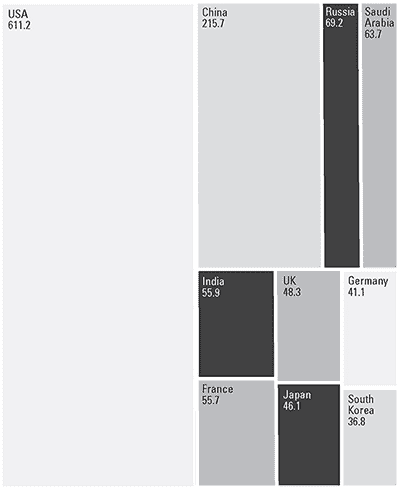 USA
611.2
China
215.7
Russia
69.2
Saudi
Arabia
63.7
India
55.9
UK
48.3
Germany
41.1
France
55.7
Japan
46.1
South
Korea
36.8